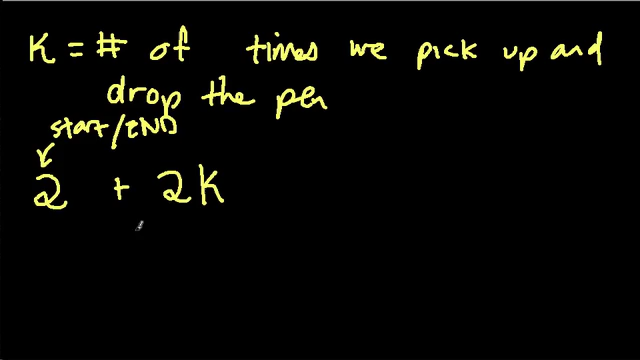 K = # of times we pick up and
drop the pen
start/END
2 + 2K